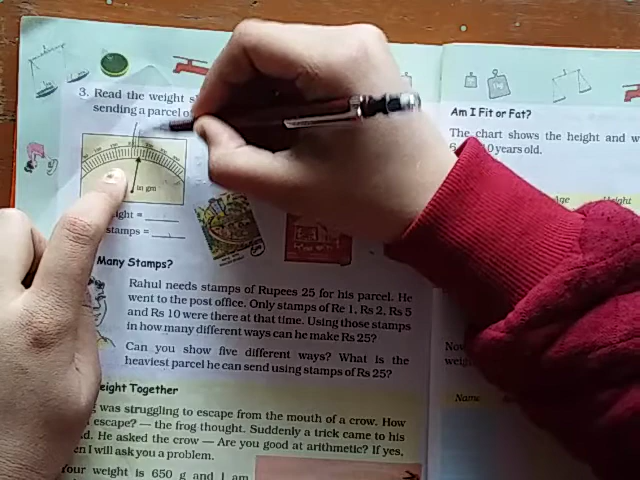 3. Read the weight
sending a parcel
in gm
ight =
stamps =
Many Stamps?
Rahul needs stamps of Rupees 25 for his parcel. He
went to the post office. Only stamps of Re 1, Rs 2, Rs 5
and Rs 10 were there at that time. Using those stamps
in how many different ways can he make Rs 25?
Can you show five different ways? What is the
heaviest parcel he can send using stamps of Rs 25?
eight Together
was struggling to escape from the mouth of a crow. How
escape? — the frog thought. Suddenly a trick came to his
d. He asked the crow — Are you good at arithmetic? If yes,
en I will ask you a problem.
Your weight is 650 g and I am
Am I Fit or Fat?
The chart shows the height and w
0 years old.
Age Height
Now
weigh
Name